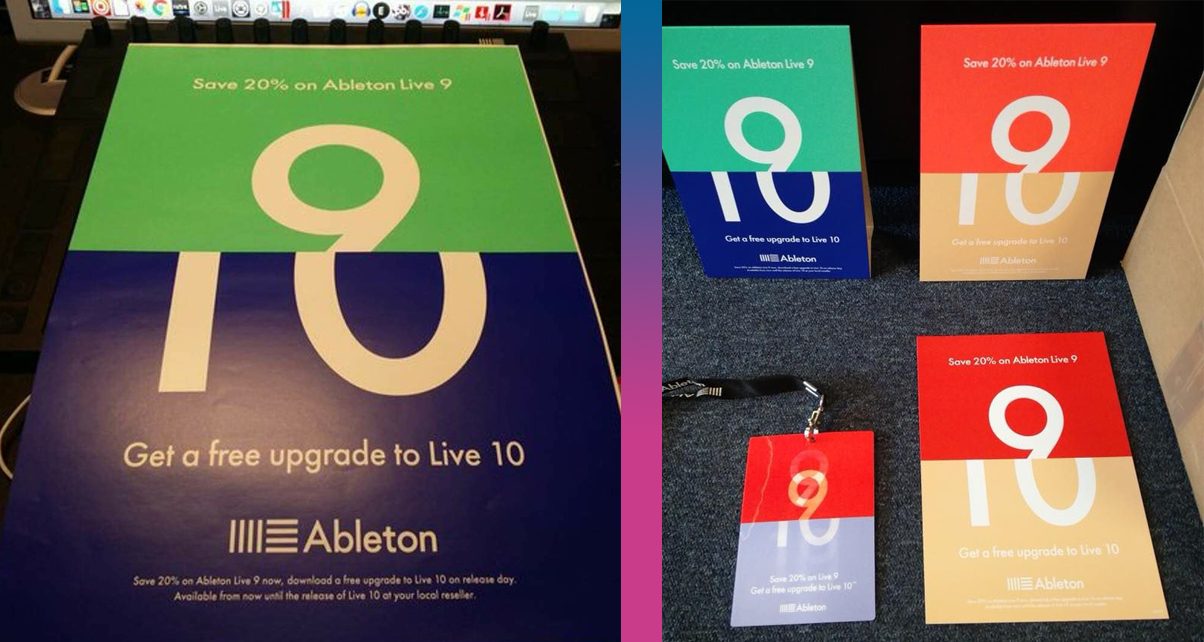 Save 20% on Ableton Live 9
9
10
Get a free upgrade to Live 10
Ableton
Save 20% on Ableton Live 9 now, download a free upgrade to Live 10 on release day.
Available from now until the release of Live 10 at your local reseller.
Save 20% on Ableton Live 9
9
10
Get a free upgrade to Live 10
Ableton
Save 20% on Ableton Live 9
9
10
Get a free upgrade to Live 10
Ableton
Ableton
9
10
Save 20% on Live 9
Get a free upgrade to Live 10™
Ableton
Save 20% on Ableton Live 9
9
10
Get a free upgrade to Live 10
Ableton